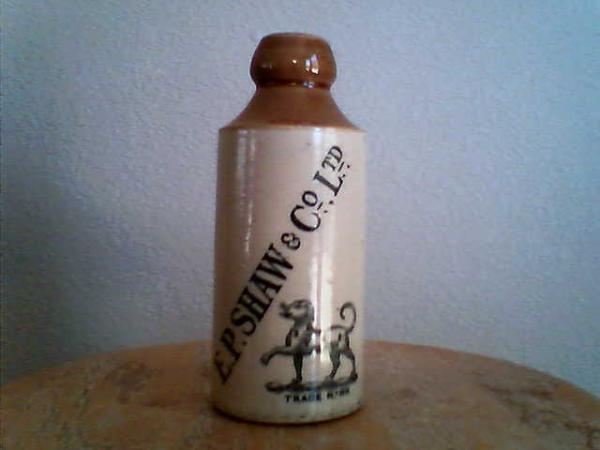 E.P. SHAW & Co. LTD.
TRADE MARK